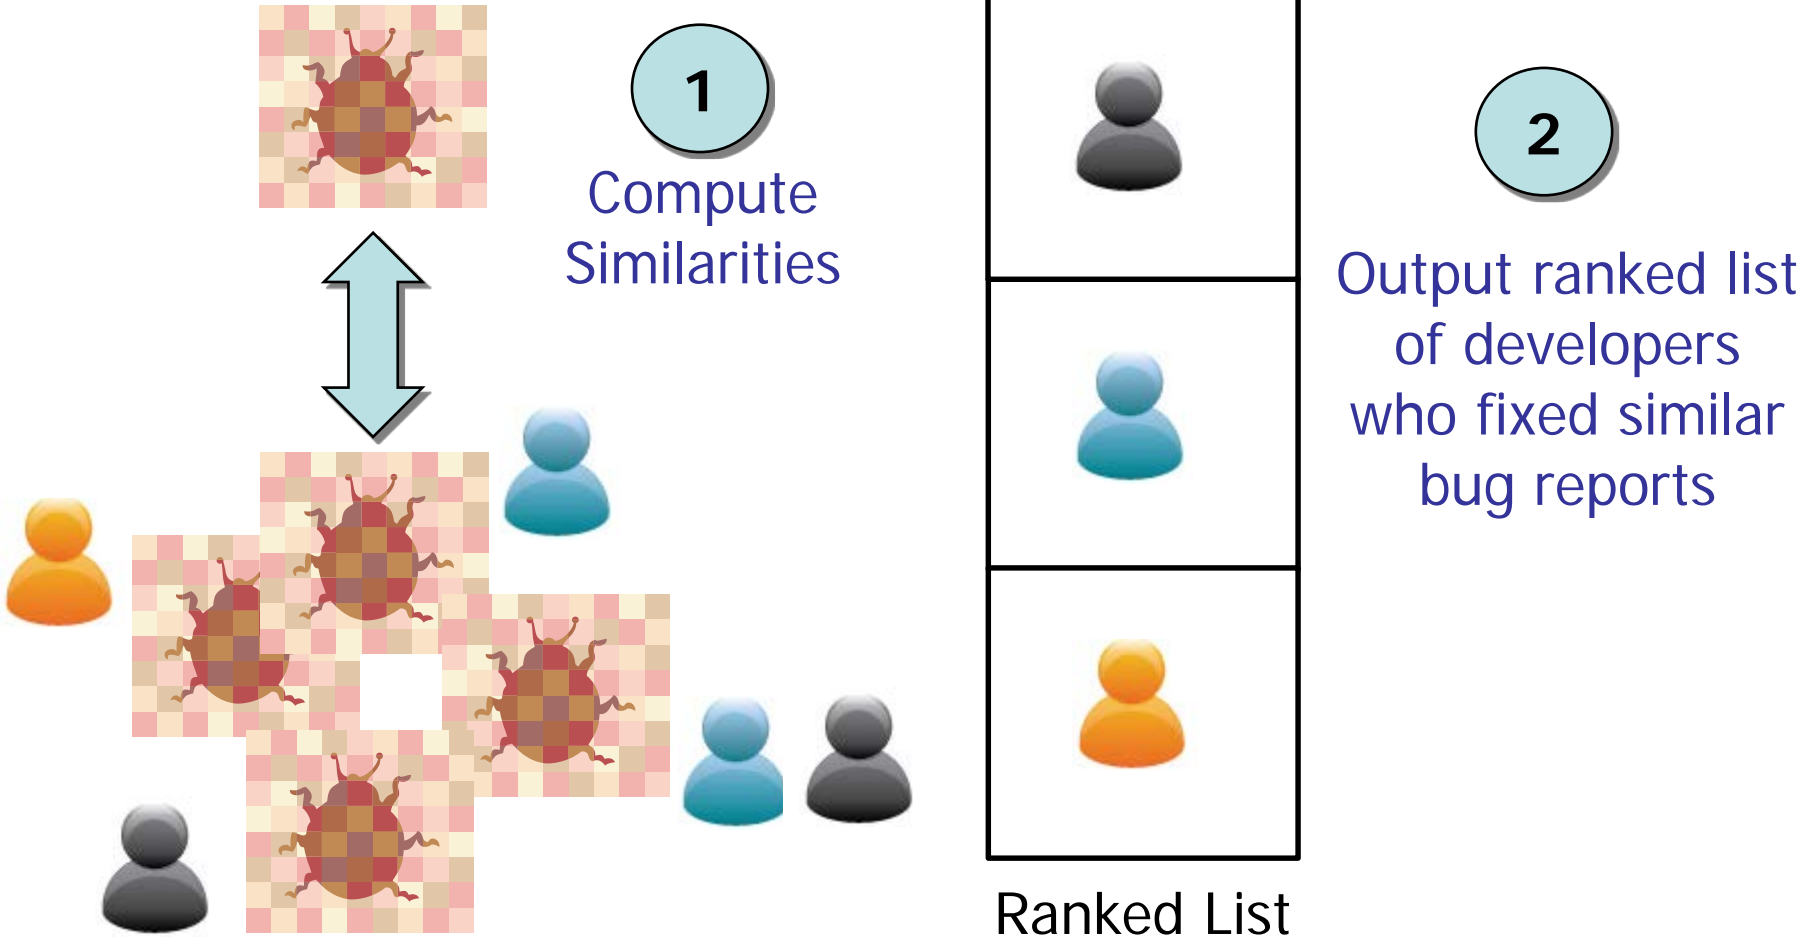 1
Compute
Similarities
2
Output ranked list
of developers
who fixed similar
bug reports
Ranked List